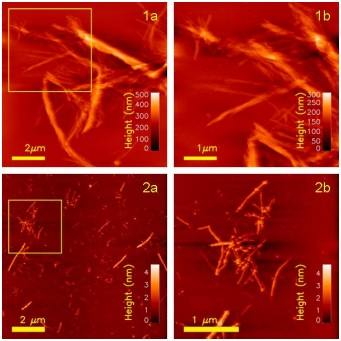 1a
Height (nm)
500
400
300
200
100
0
2μm
1b
Height (nm)
300
250
200
150
100
50
0
1μm
2a
Height (nm)
4
3
2
1
0
2 μm
2b
Height (nm)
4
3
2
1
0
1 μm